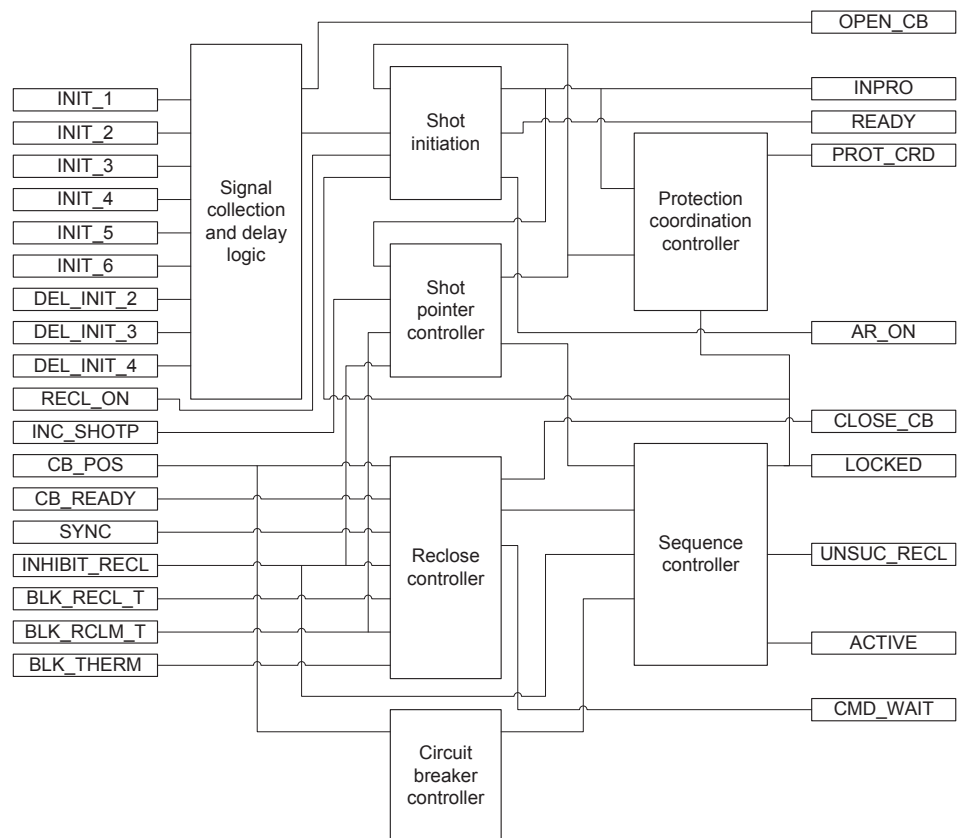 INIT_1
INIT_2
INIT_3
INIT_4
INIT_5
INIT_6
DEL_INIT_2
DEL_INIT_3
DEL_INIT_4
RECL_ON
INC_SHOTP
CB_POS
CB_READY
SYNC
INHIBIT_RECL
BLK_RECL_T
BLK_RCLM_T
BLK_THERM
Signal
collection
and delay
logic
Shot
initiation
Shot
pointer
controller
Reclose
controller
Circuit
breaker
controller
Protection
coordination
controller
Sequence
controller
OPEN_CB
INPRO
READY
PROT_CRD
AR_ON
CLOSE_CB
LOCKED
UNSUC_RECL
ACTIVE
CMD_WAIT